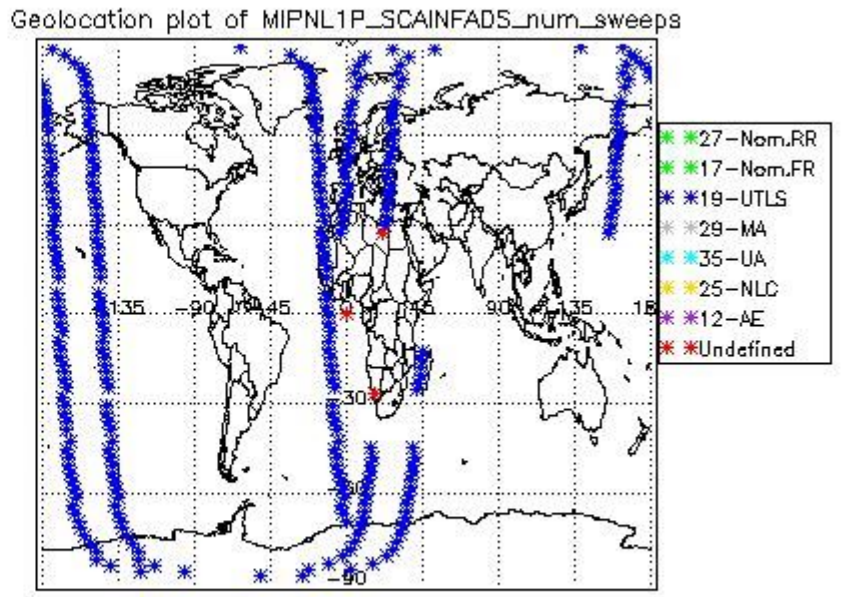 Geolocation plot of MIPNL1P_SCAINFADS_num_sweeps
27-Nom.RR
17-Nom.FR
19-UTLS
29-MA
35-UA
25-NLC
12-AE
Undefined
135 -90 45 0 45 90 135 18
-30
-60
-90